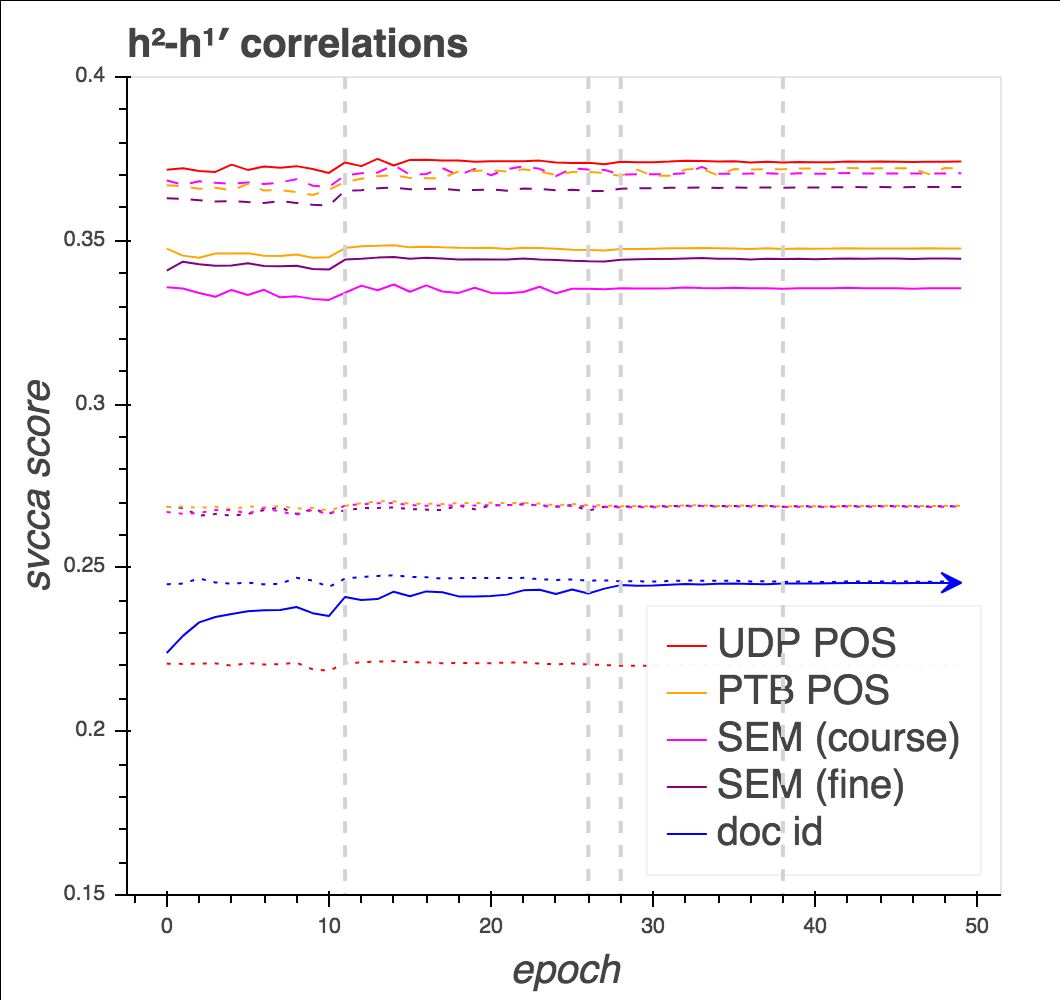 h²-h¹′ correlations
0.4
0.35
0.3
0.25
0.2
0.15
svcca score
UDP POS
PTB POS
SEM (course)
SEM (fine)
doc id
0 10 20 30 40 50
epoch